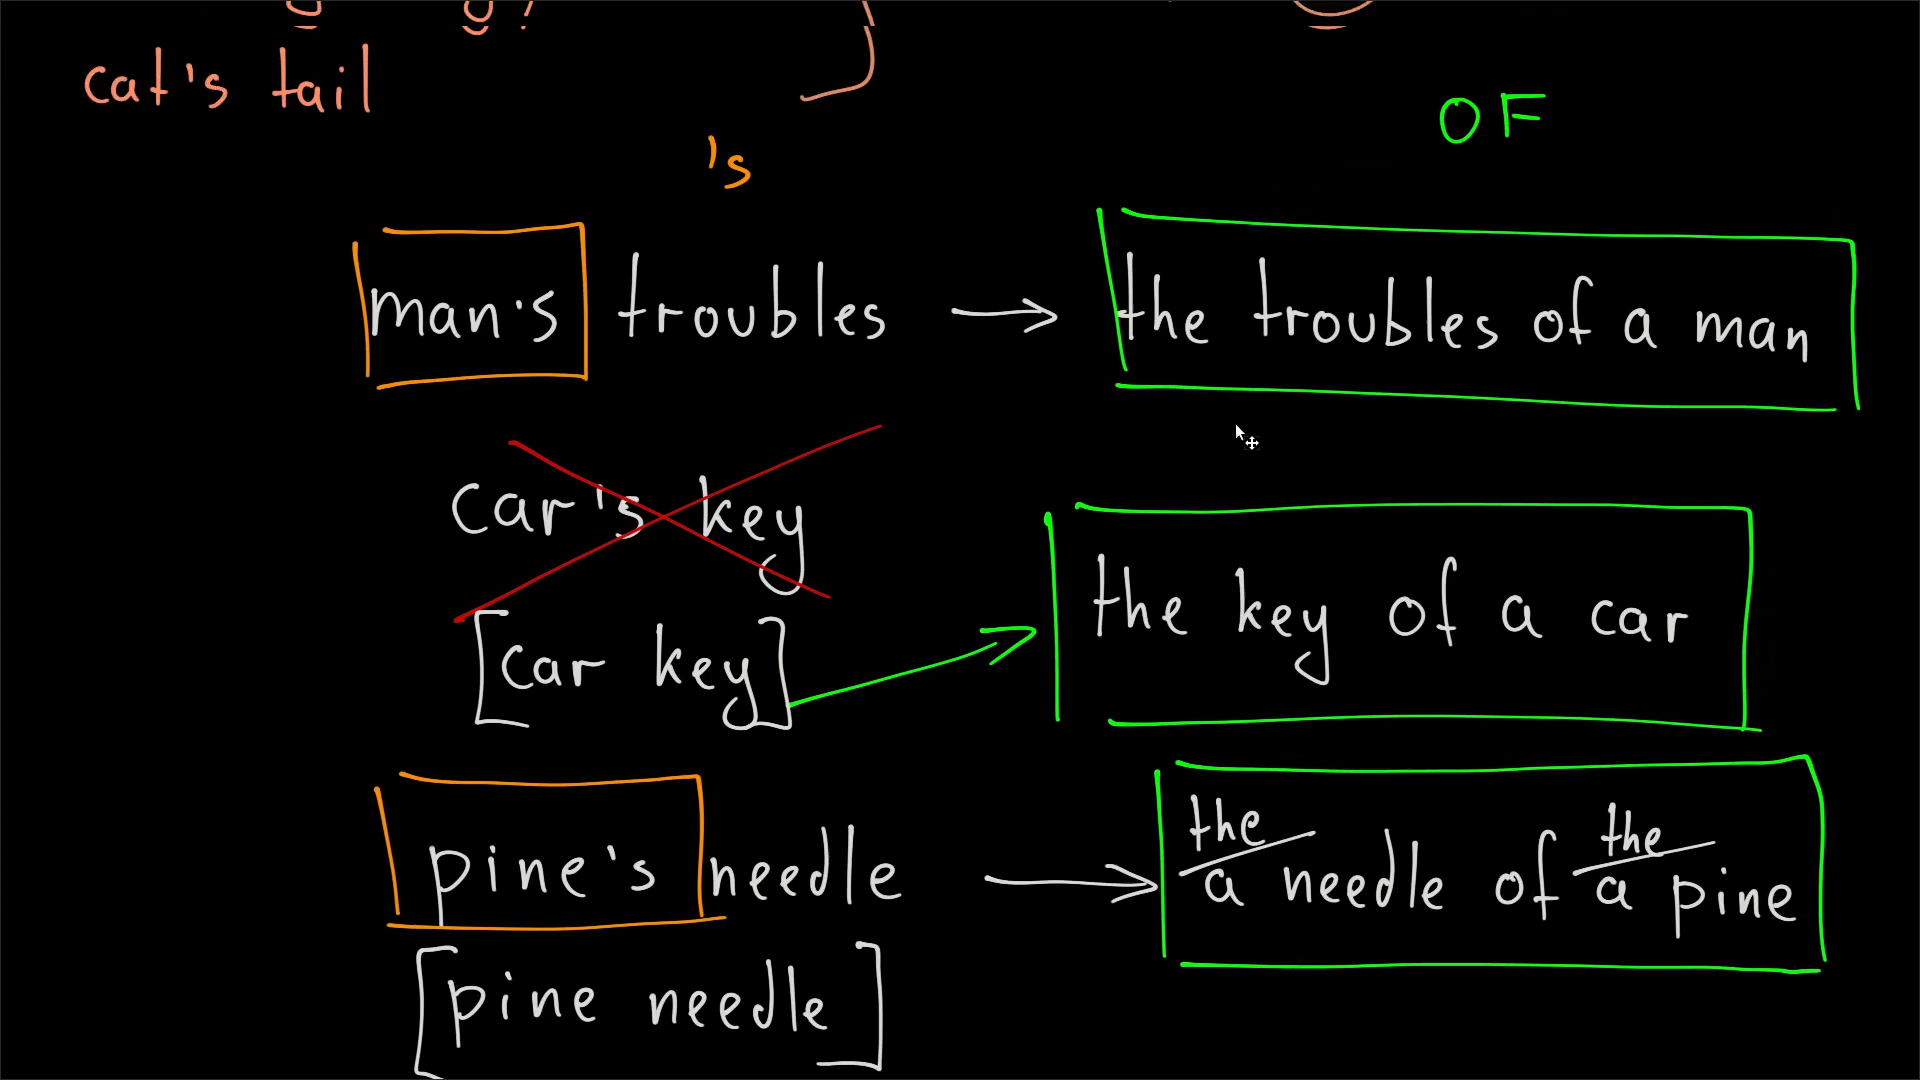 cat's tail
's
OF
man's troubles → the troubles of a man
car's key
[car key] → the key of a car
pine's needle → the a needle of the a pine
[pine needle]